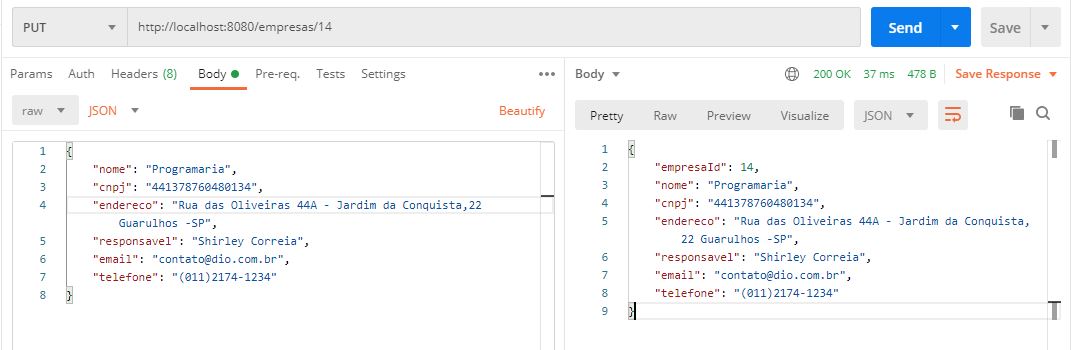 PUT http://localhost:8080/empresas/14 Send Save
Params Auth Headers (8) Body Pre-req. Tests Settings
raw JSON Beautify
1 {
2 "nome": "Programaria",
3 "cnpj": "441378760480134",
4 "endereco": "Rua das Oliveiras 44A - Jardim da Conquista,22
Guarulhos -SP",
5 "responsavel": "Shirley Correia",
6 "email": "contato@dio.com.br",
7 "telefone": "(011)2174-1234"
8 }
Body 200 OK 37 ms 478 B Save Response
Pretty Raw Preview Visualize JSON
1 {
2 "empresaId": 14,
3 "nome": "Programaria",
4 "cnpj": "441378760480134",
5 "endereco": "Rua das Oliveiras 44A - Jardim da Conquista,
22 Guarulhos -SP",
6 "responsavel": "Shirley Correia",
7 "email": "contato@dio.com.br",
8 "telefone": "(011)2174-1234"
9 }